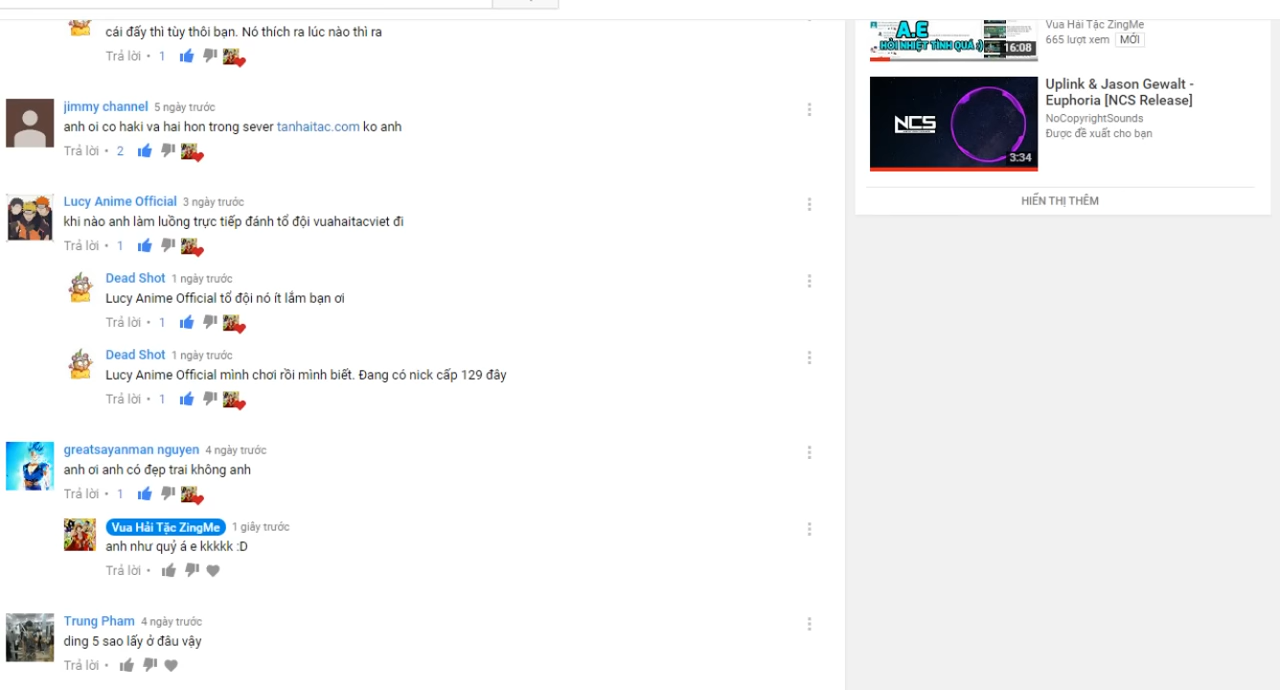 cái đấy thì tùy thôi bạn. Nó thích ra lúc nào thì ra
Trả lời • 1
jimmy channel 5 ngày trước
anh oi co haki va hai hon trong sever tanhaitac.com ko anh
Trả lời • 2
Lucy Anime Official 3 ngày trước
khi nào anh làm luồng trực tiếp đánh tổ đội vuahaitacviet đi
Trả lời • 1
Dead Shot 1 ngày trước
Lucy Anime Official tổ đội nó ít lắm bạn ơi
Trả lời • 1
Dead Shot 1 ngày trước
Lucy Anime Official mình chơi rồi mình biết. Đang có nick cấp 129 đây
Trả lời • 1
greatsayanman nguyen 4 ngày trước
anh ơi anh có đẹp trai không anh
Trả lời • 1
Vua Hải Tặc ZingMe 1 giây trước
anh như quỷ á e kkkkk :D
Trả lời •
Trung Pham 4 ngày trước
ding 5 sao lấy ở đâu vậy
Trả lời •
A.E
HỎI NHIỆT TÌNH QUÁ :)
16:08
Vua Hải Tặc ZingMe
665 lượt xem MỚI
NCS
3:34
Uplink & Jason Gewalt -
Euphoria [NCS Release]
NoCopyrightSounds
Được đề xuất cho bạn
HIỂN THỊ THÊM